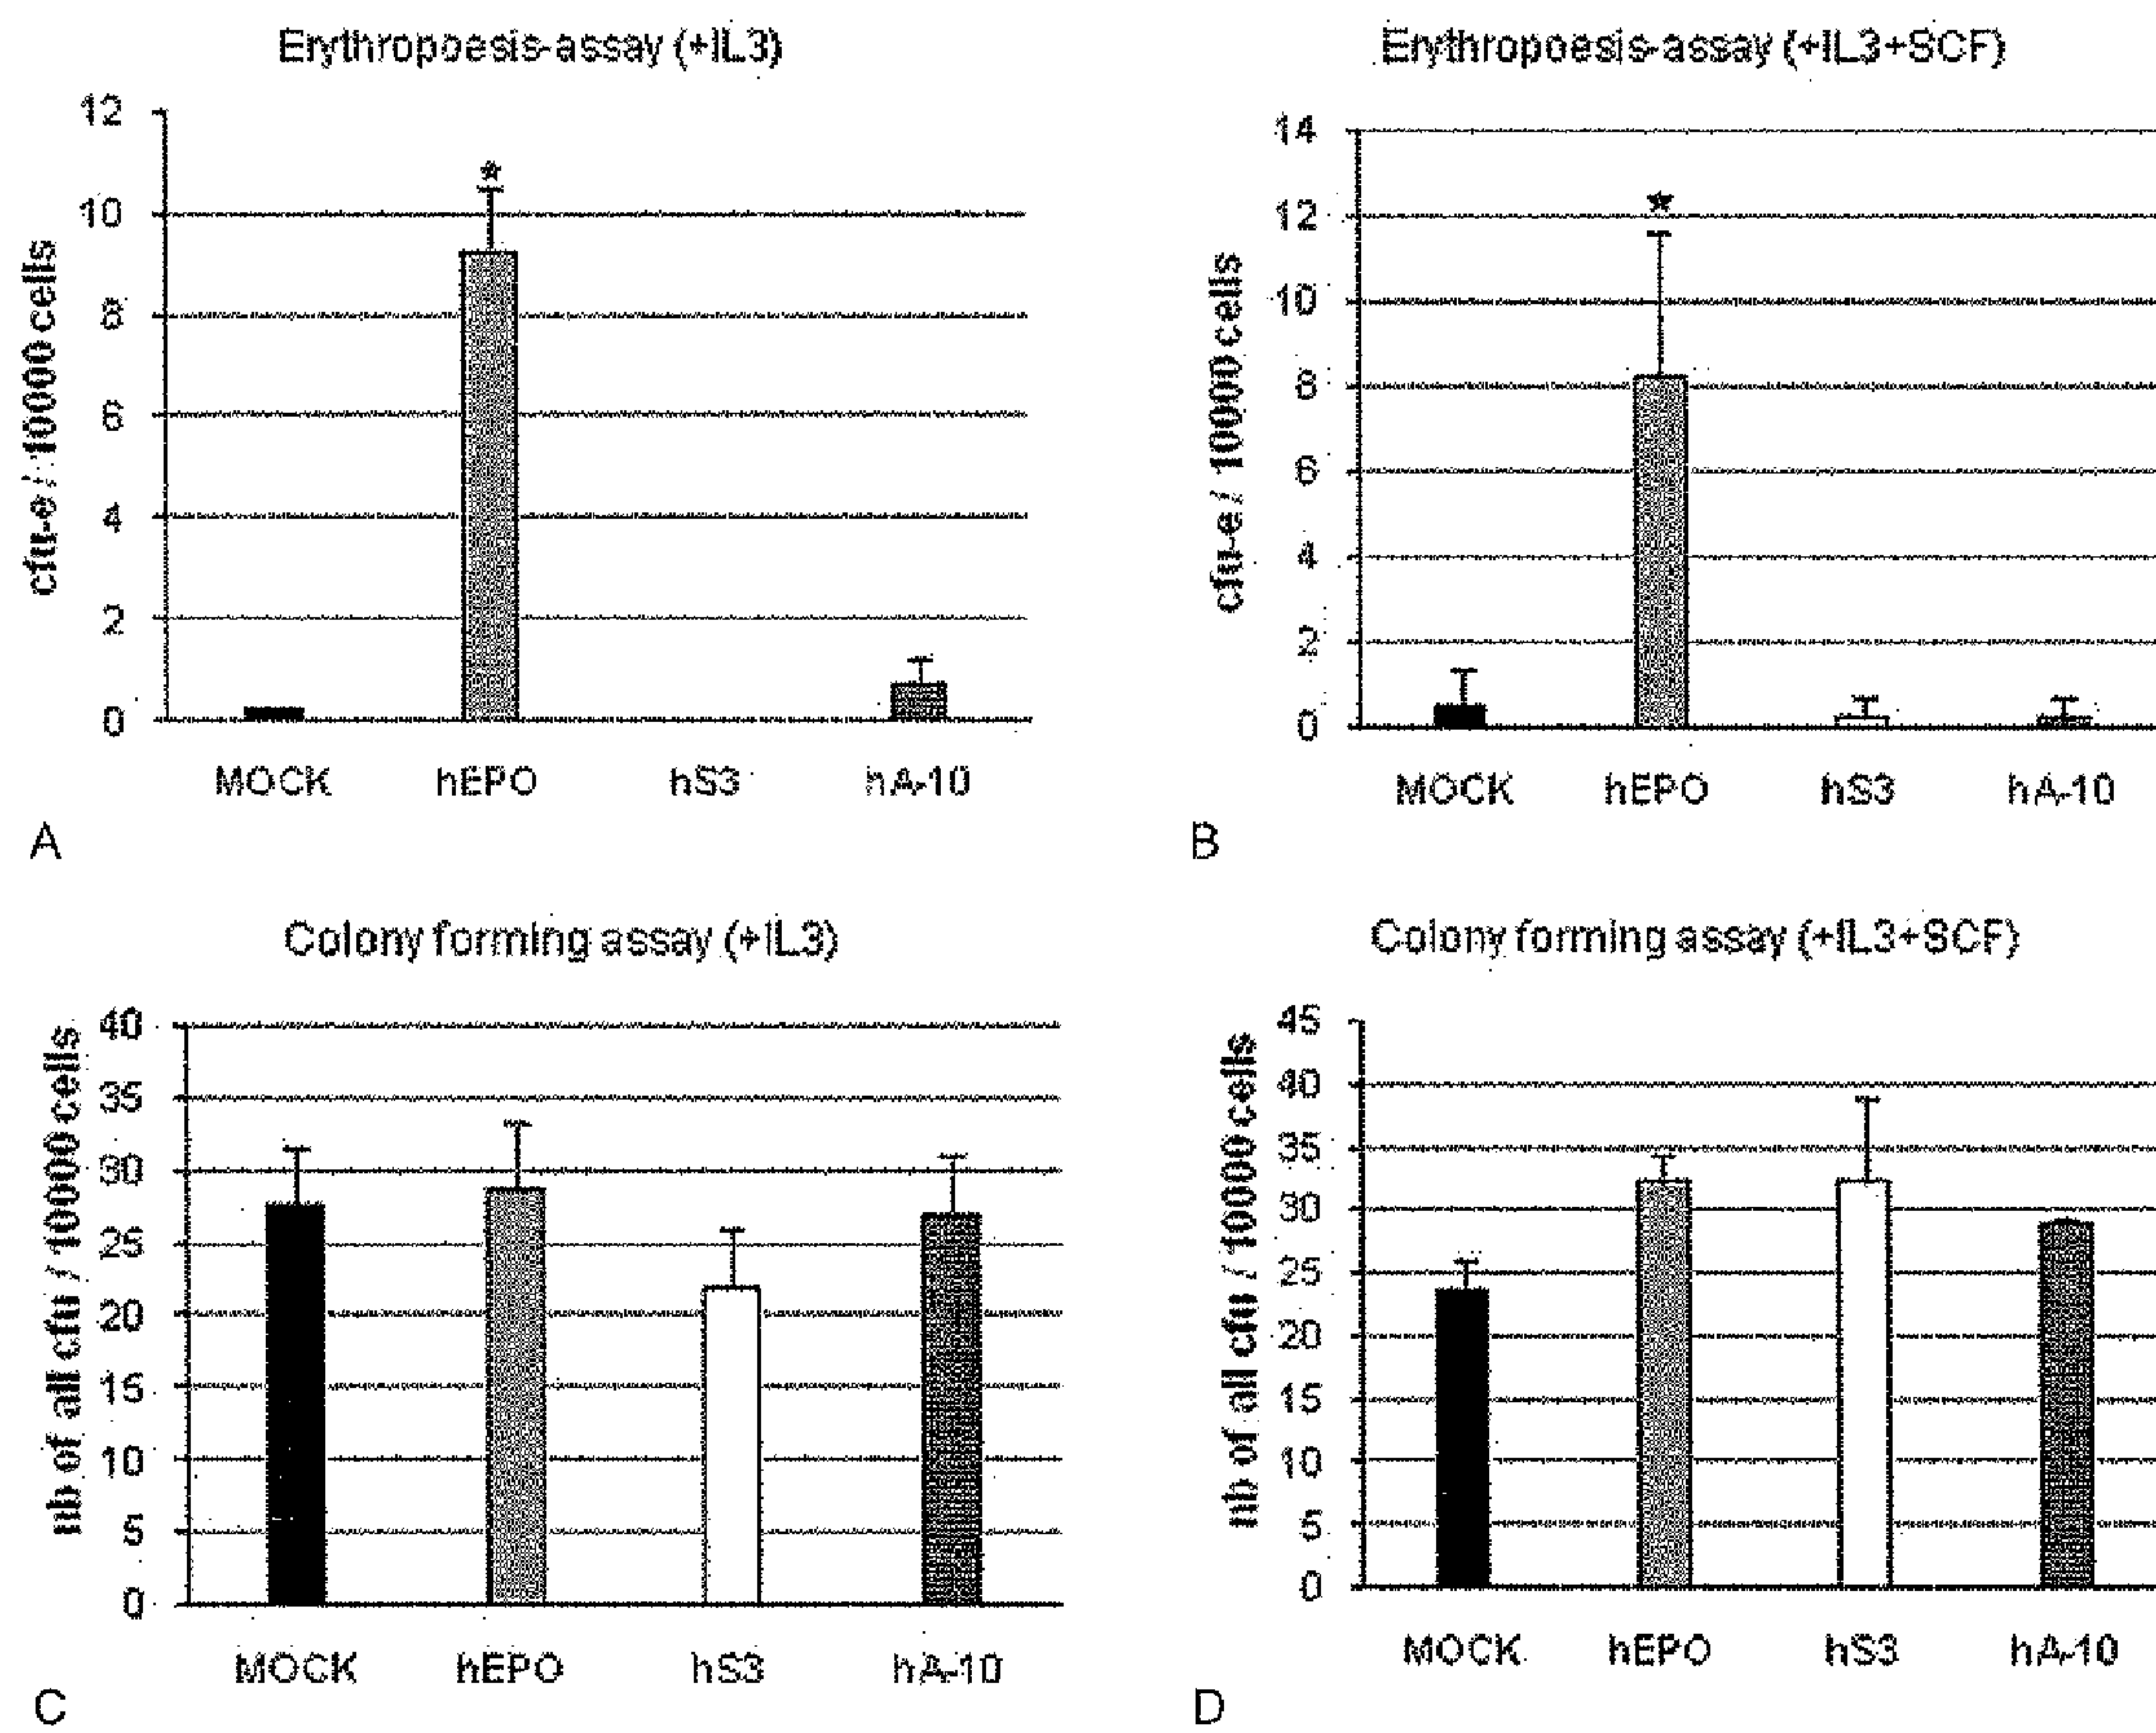 Erythropoesis-assay (+IL3)
12
10
8
6
4
2
0
cfu-e / 10000 cells
*
MOCK hEPO hS3 hA-10
A
Erythropoesis-assay (+IL3+SCF)
14
12
10
8
6
4
2
0
cfu-e / 10000 cells
*
MOCK hEPO hS3 hA-10
B
Colony forming assay (+IL3)
40
35
30
25
20
15
10
5
0
nb of all cfu / 10000 cells
MOCK hEPO hS3 hA-10
C
Colony forming assay (+IL3+SCF)
45
40
35
30
25
20
15
10
5
0
nb of all cfu / 10000 cells
MOCK hEPO hS3 hA-10
D